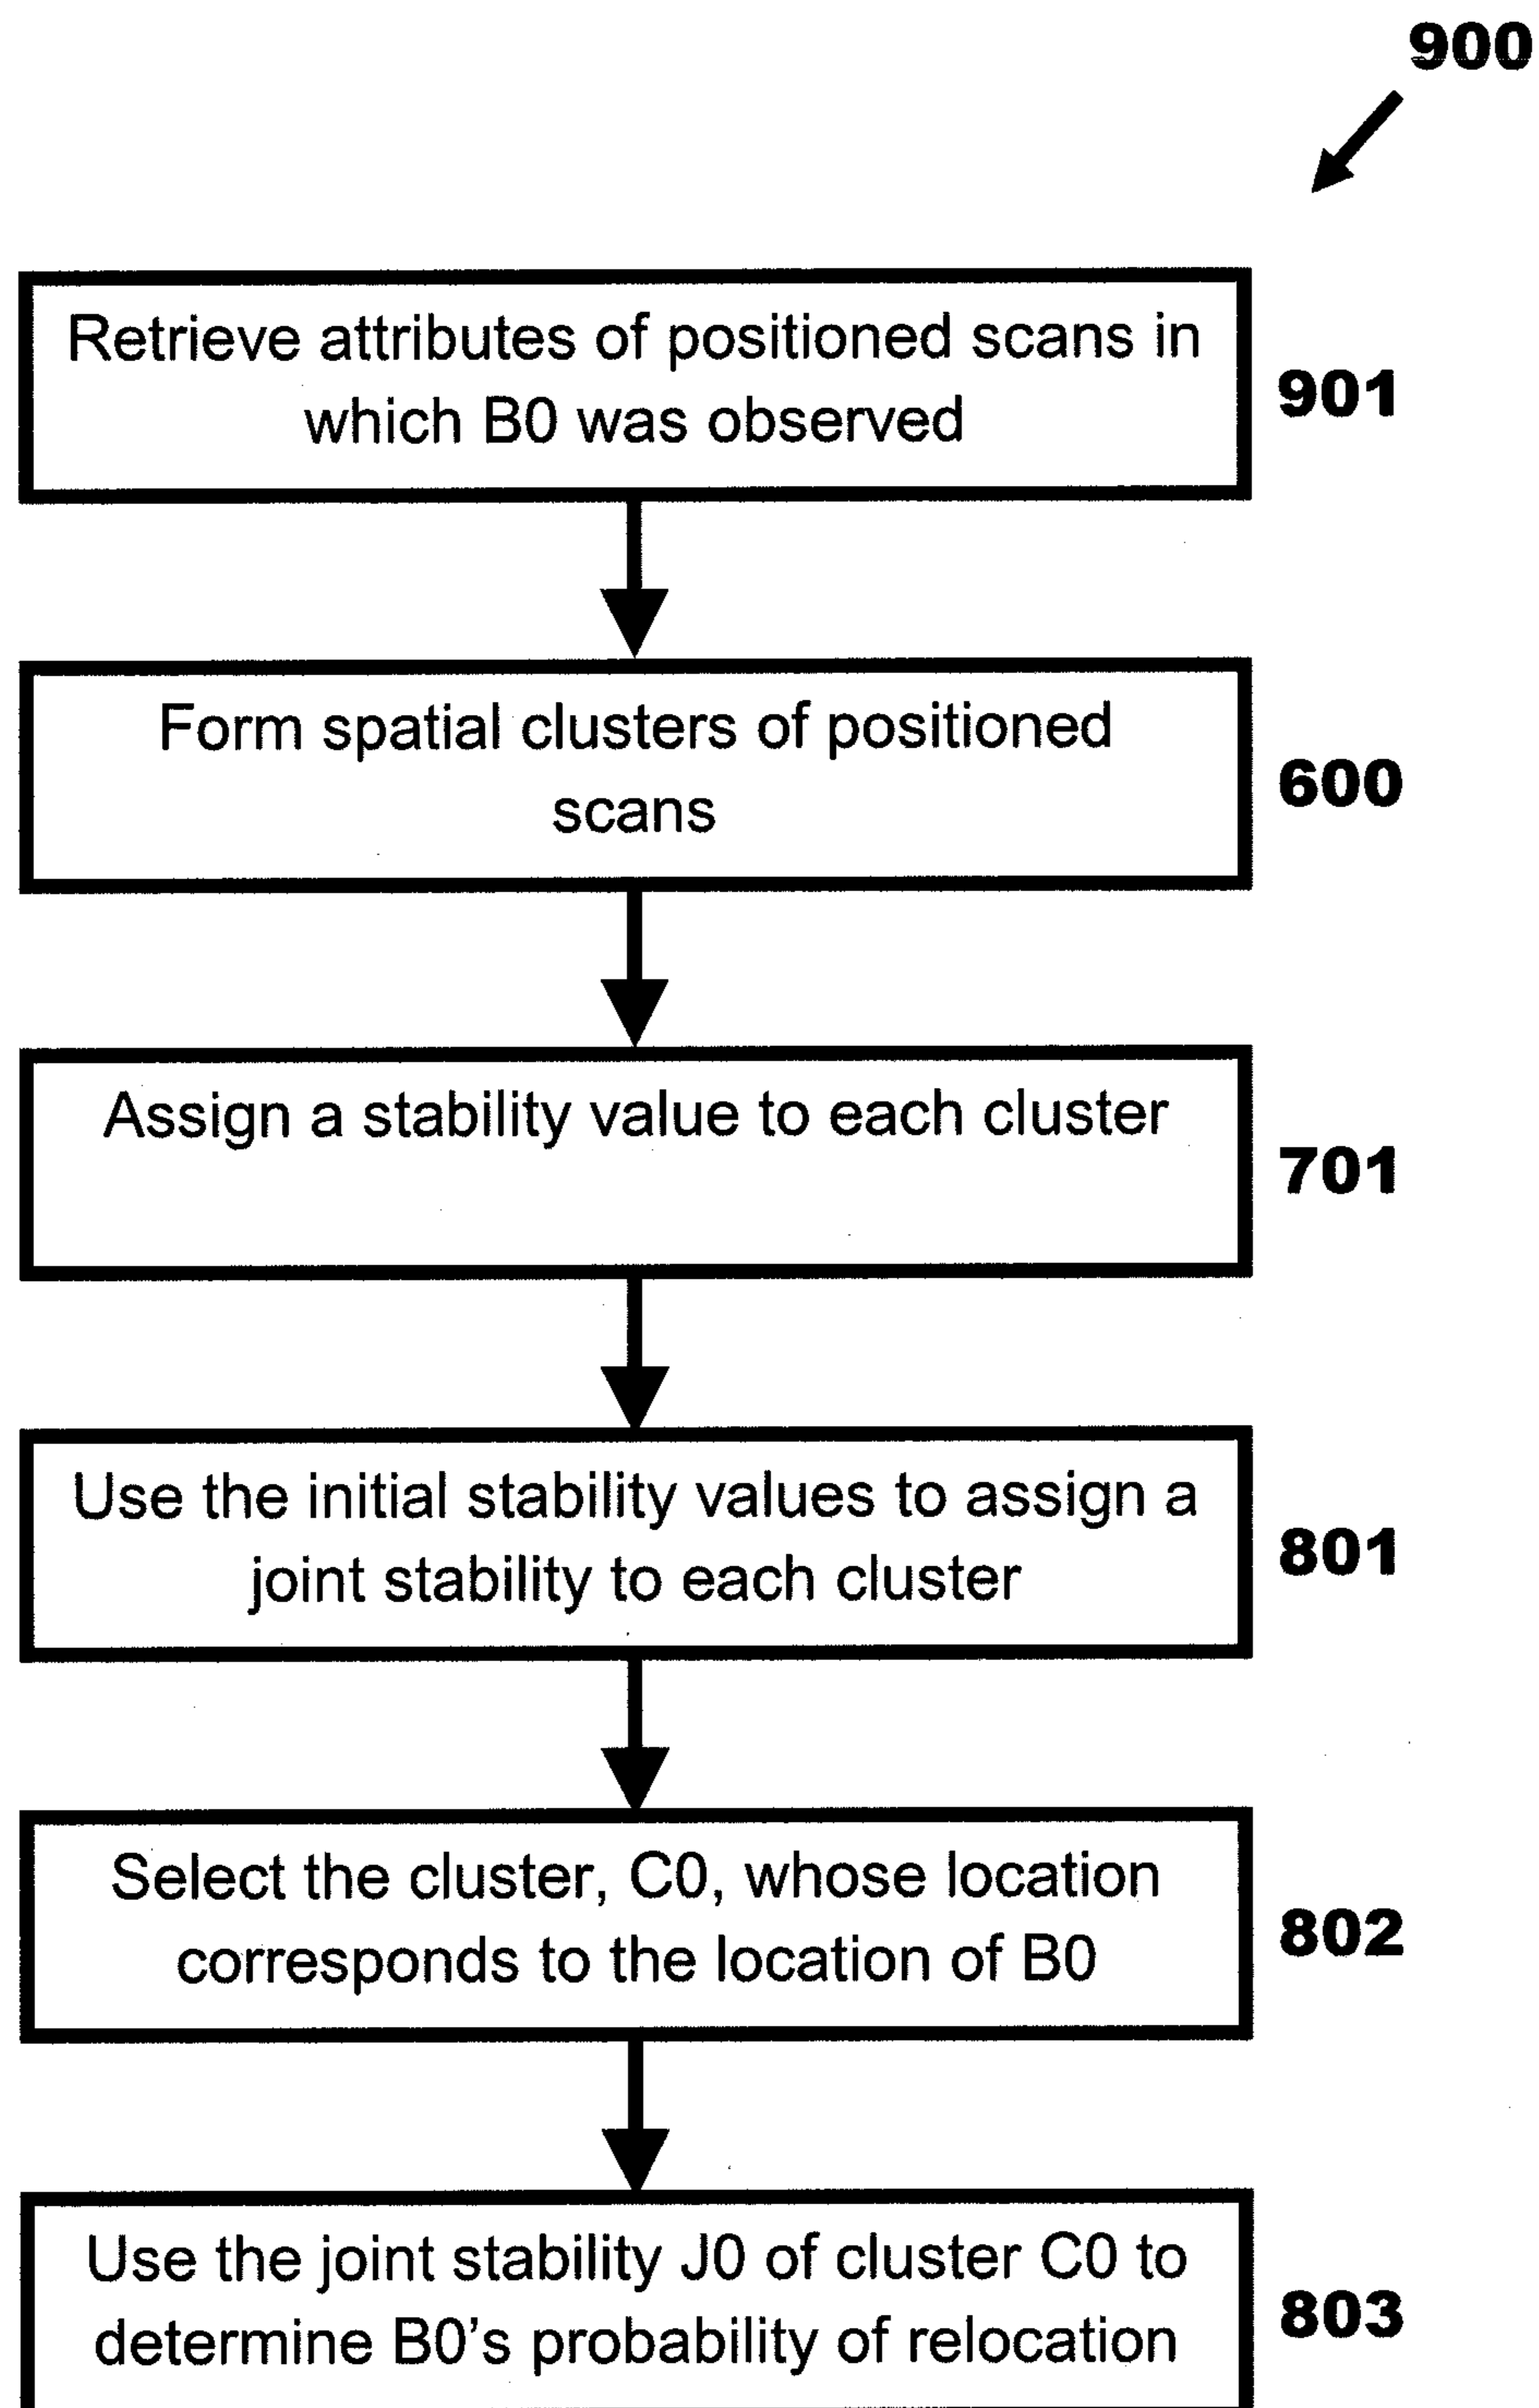 900
Retrieve attributes of positioned scans in
which B0 was observed
901
Form spatial clusters of positioned
scans
600
Assign a stability value to each cluster
701
Use the initial stability values to assign a
joint stability to each cluster
801
Select the cluster, C0, whose location
corresponds to the location of B0
802
Use the joint stability J0 of cluster C0 to
determine B0's probability of relocation
803